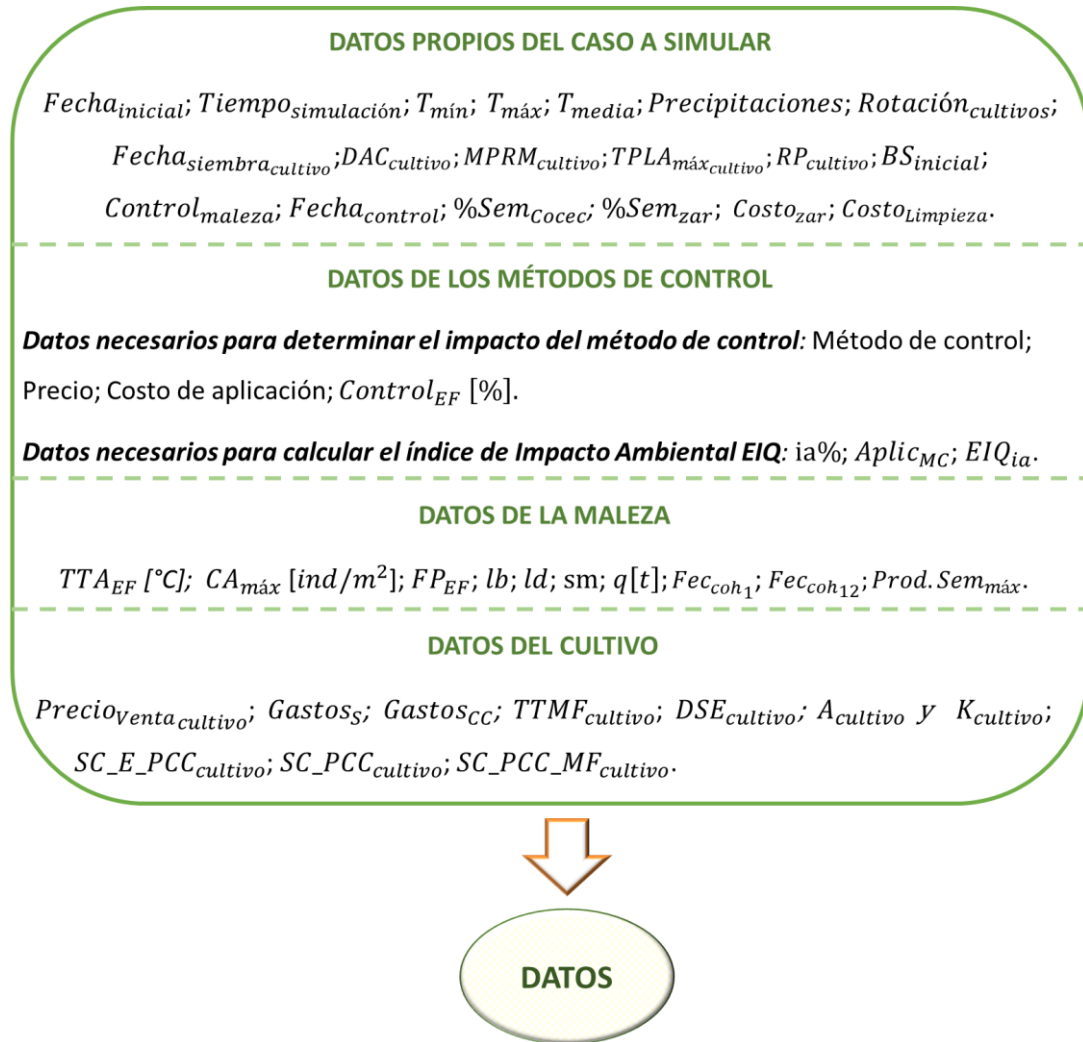 DATOS PROPIOS DEL CASO A SIMULAR
Fecha_inicial; Tiempo_simulación; T_mín; T_máx; T_media; Precipitaciones; Rotación_cultivos;
Fecha_siembra_cultivo; DAC_cultivo; MPRM_cultivo; TPLA_máx_cultivo; RP_cultivo; BS_inicial;
Control_maleza; Fecha_control; %Sem_Cocec; %Sem_zar; Costo_zar; Costo_Limpieza.
DATOS DE LOS MÉTODOS DE CONTROL
Datos necesarios para determinar el impacto del método de control: Método de control;
Precio; Costo de aplicación; Control_EF [%].
Datos necesarios para calcular el índice de Impacto Ambiental EIQ: ia%; Aplic_MC; EIQ_ia.
DATOS DE LA MALEZA
TTA_EF [°C]; CA_máx [ind/m²]; FP_EF; lb; ld; sm; q[t]; Fec_coh_1; Fec_coh_12; Prod. Sem_máx.
DATOS DEL CULTIVO
Precio_Venta_cultivo; Gastos_S; Gastos_CC; TTMF_cultivo; DSE_cultivo; A_cultivo y K_cultivo;
SC_E_PCC_cultivo; SC_PCC_cultivo; SC_PCC_MF_cultivo.
DATOS